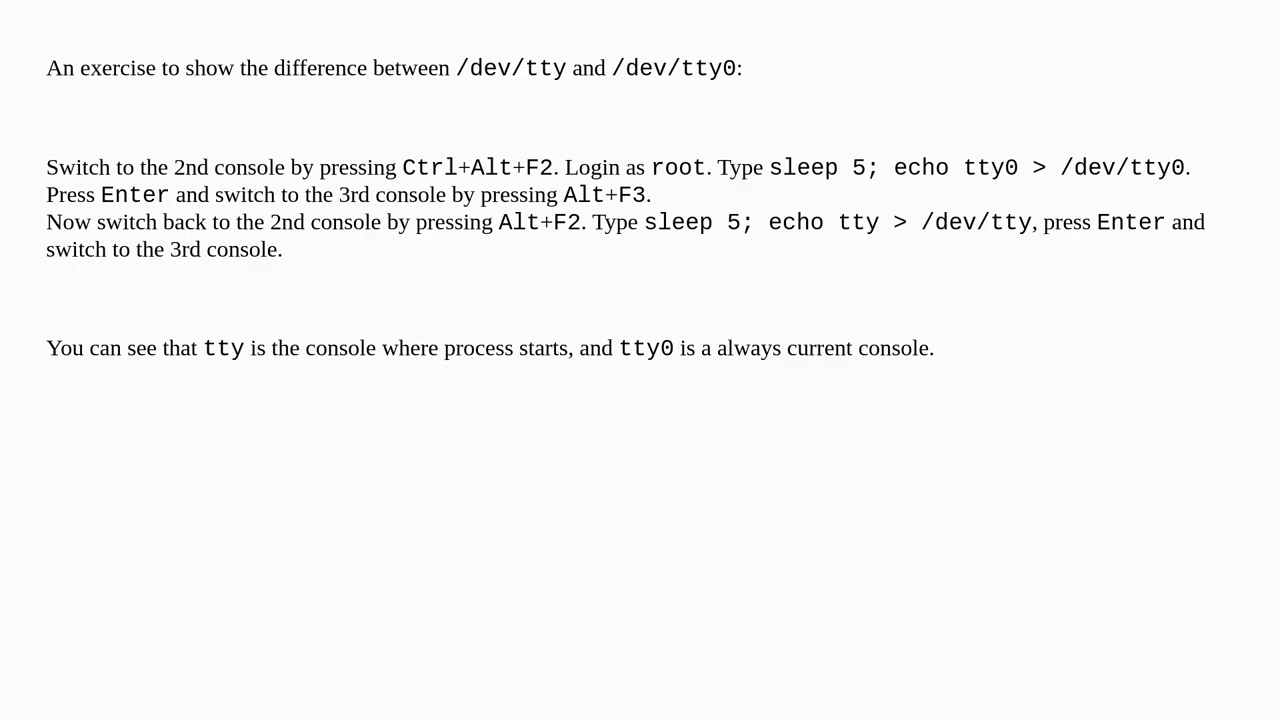 An exercise to show the difference between /dev/tty and /dev/tty0:
Switch to the 2nd console by pressing Ctrl+Alt+F2. Login as root. Type sleep 5; echo tty0 > /dev/tty0.
Press Enter and switch to the 3rd console by pressing Alt+F3.
Now switch back to the 2nd console by pressing Alt+F2. Type sleep 5; echo tty > /dev/tty, press Enter and
switch to the 3rd console.
You can see that tty is the console where process starts, and tty0 is a always current console.